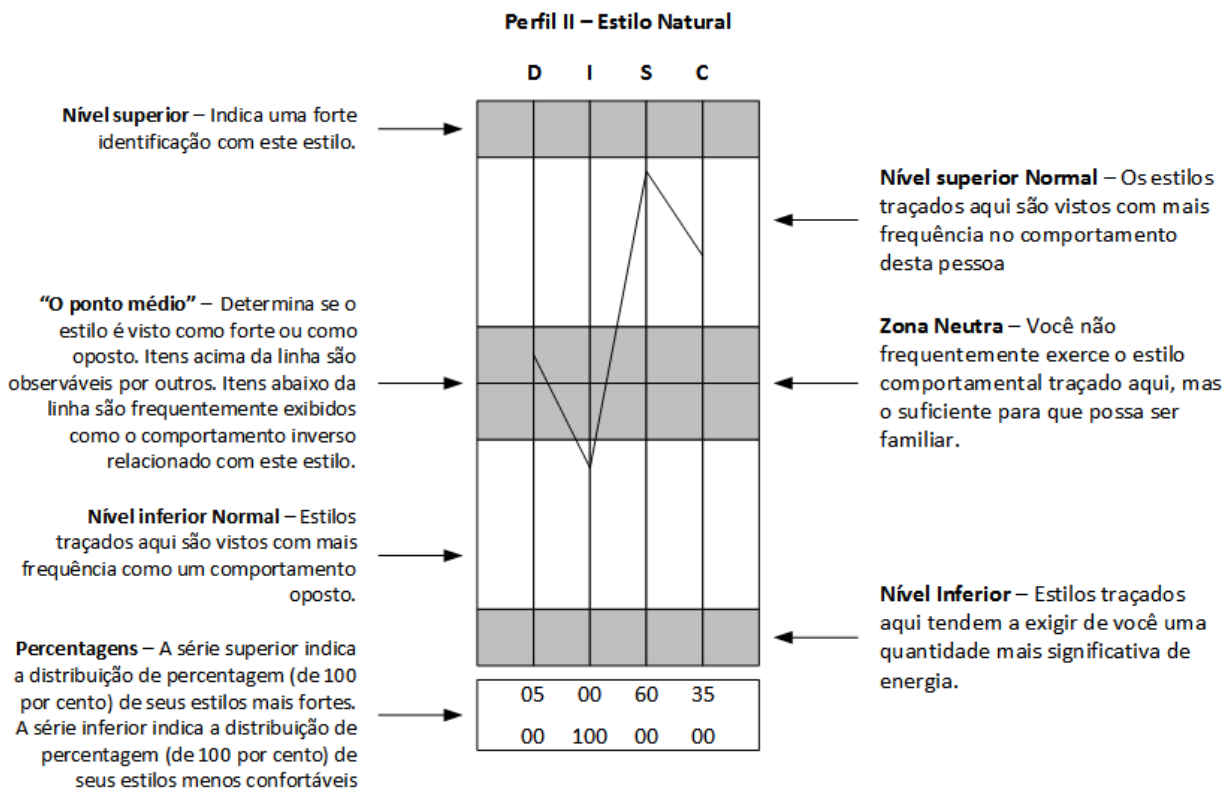 Perfil II – Estilo Natural
D I S C
Nível superior – Indica uma forte
identificação com este estilo.
Nível superior Normal – Os estilos
traçados aqui são vistos com mais
frequência no comportamento
desta pessoa
“O ponto médio” – Determina se o
estilo é visto como forte ou como
oposto. Itens acima da linha são
observáveis por outros. Itens abaixo da
linha são frequentemente exibidos
como o comportamento inverso
relacionado com este estilo.
Zona Neutra – Você não
frequentemente exerce o estilo
comportamental traçado aqui, mas
o suficiente para que possa ser
familiar.
Nível inferior Normal – Estilos
traçados aqui são vistos com mais
frequência como um comportamento
oposto.
Nível Inferior – Estilos traçados
aqui tendem a exigir de você uma
quantidade mais significativa de
energia.
Percentagens – A série superior indica
a distribuição de percentagem (de 100
por cento) de seus estilos mais fortes.
A série inferior indica a distribuição de
percentagem (de 100 por cento) de
seus estilos menos confortáveis
05 00 60 35
00 100 00 00